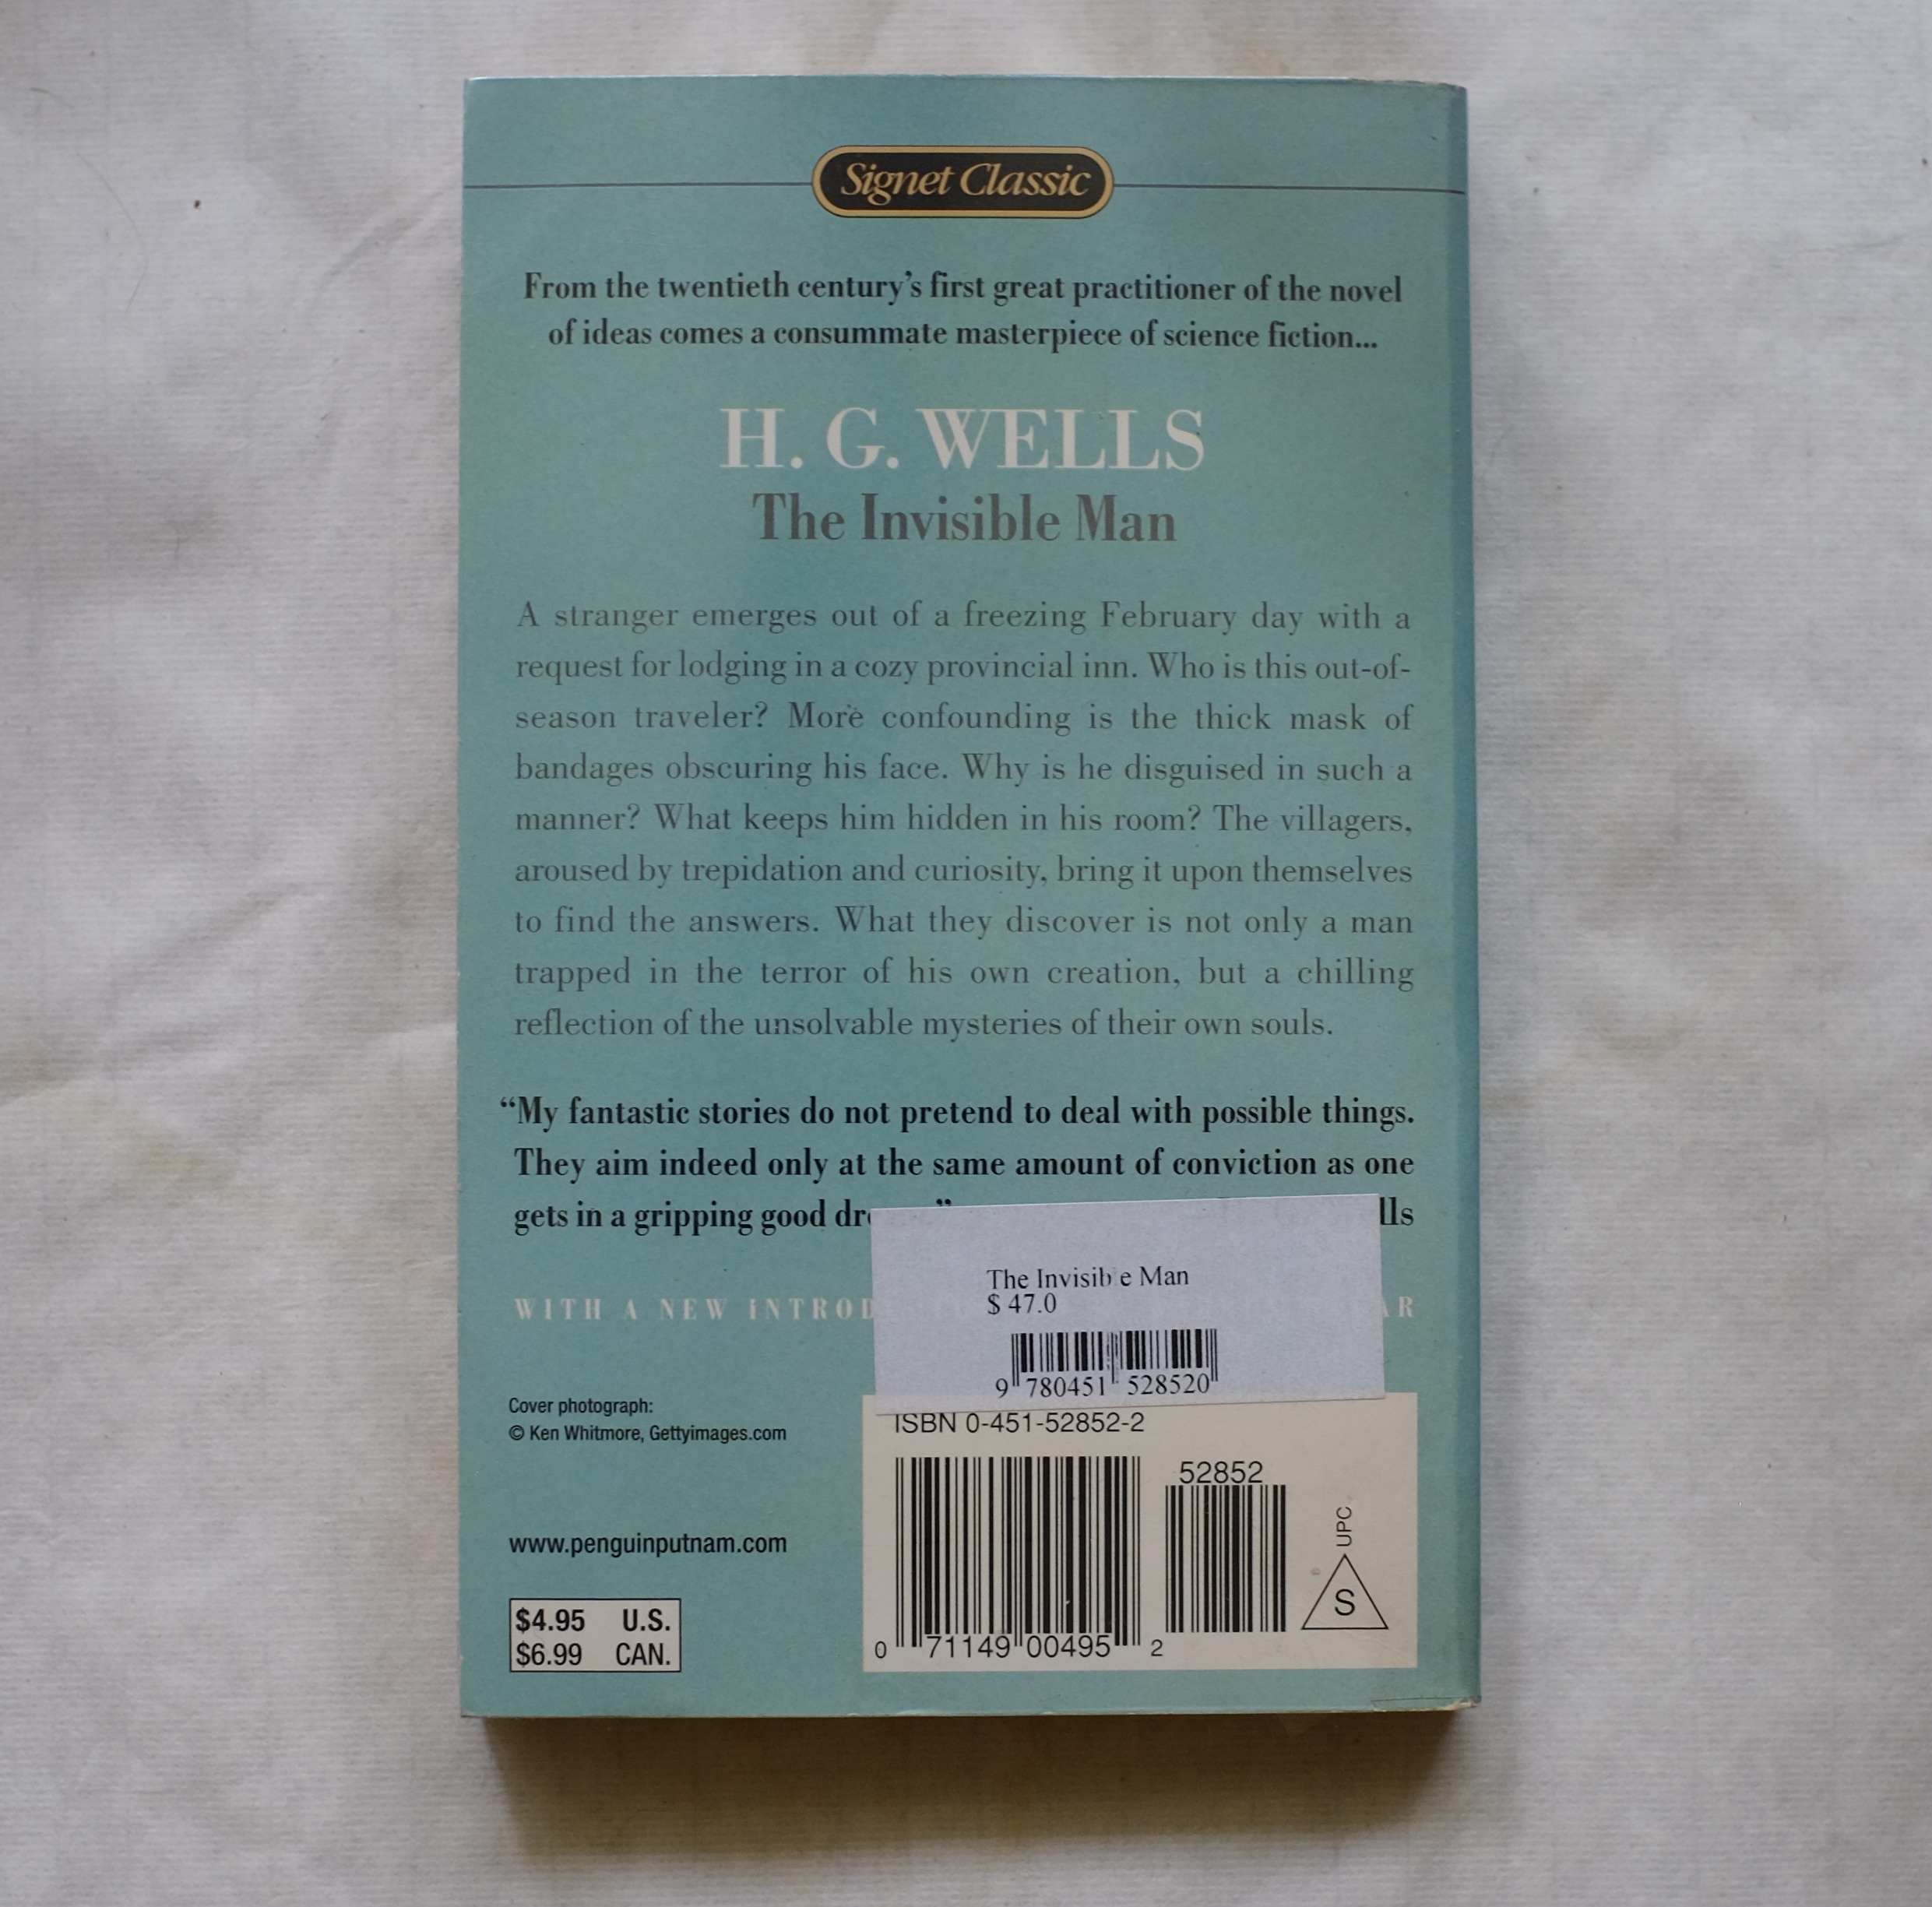 Signet Classic
From the twentieth century's first great practitioner of the novel
of ideas comes a consummate masterpiece of science fiction...
H. G. WELLS
The Invisible Man
A stranger emerges out of a freezing February day with a
request for lodging in a cozy provincial inn. Who is this out-of-
season traveler? More confounding is the thick mask of
bandages obscuring his face. Why is he disguised in such a
manner? What keeps him hidden in his room? The villagers,
aroused by trepidation and curiosity, bring it upon themselves
to find the answers. What they discover is not only a man
trapped in the terror of his own creation, but a chilling
reflection of the unsolvable mysteries of their own souls.
“My fantastic stories do not pretend to deal with possible things.
They aim indeed only at the same amount of conviction as one
gets in a gripping good
WITH A NEW
The Invisible Man
$ 47.0
9 780451 528520
Cover photograph:
© Ken Whitmore, Gettyimages.com
ISBN 0-451-52852-2
52852
UPC
S
www.penguinputnam.com
0 71149 00495 2
$4.95 U.S.
$6.99 CAN.